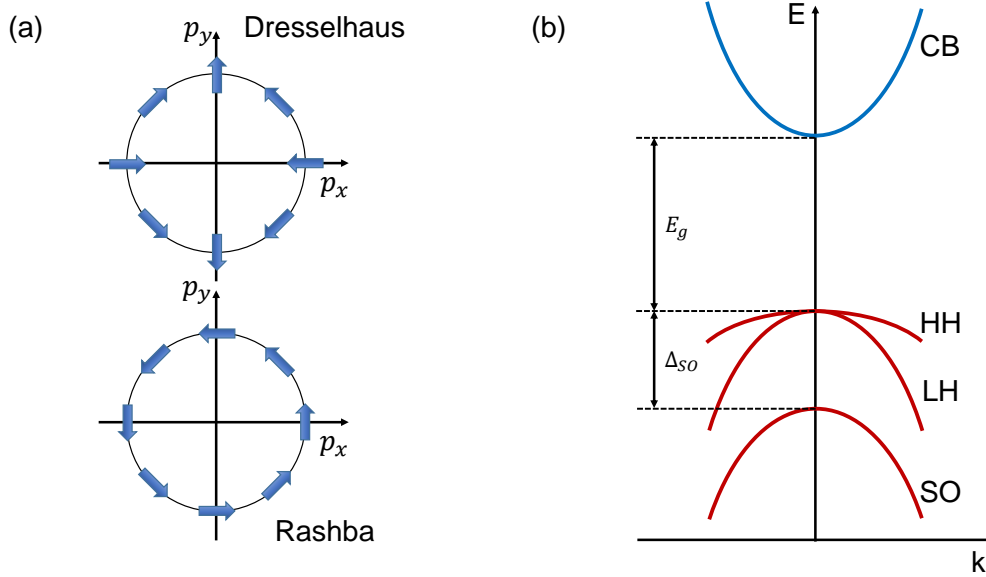 (a)
p_y
Dresselhaus
p_x
p_y
p_x
Rashba
(b)
E
CB
E_g
HH
Δ_SO
LH
SO
k